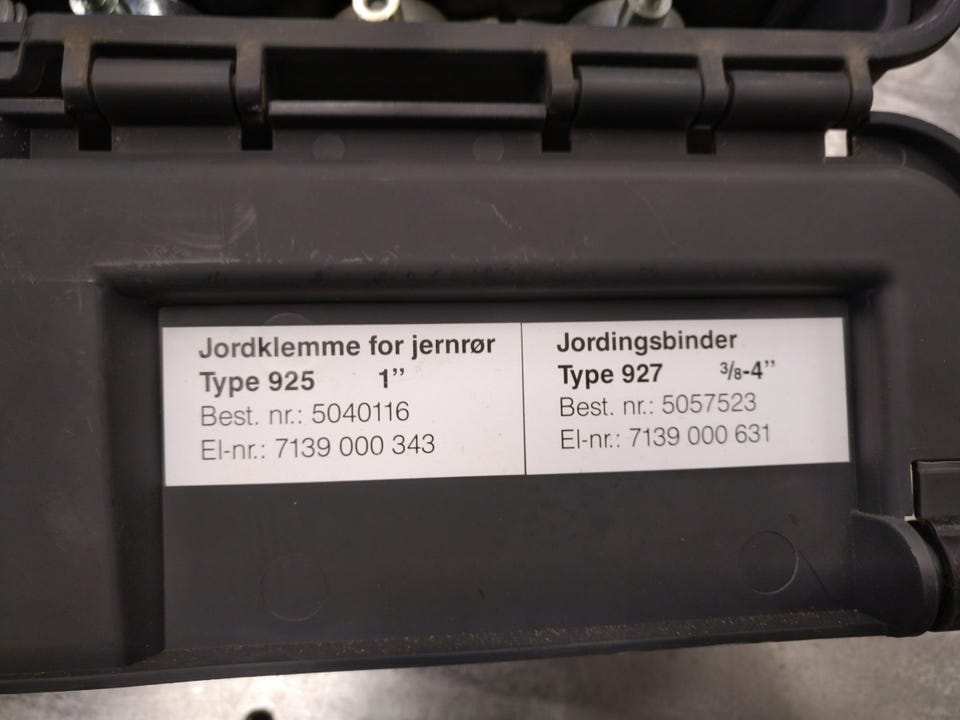 Jordklemme for jernrør
Type 925 1”
Best. nr.: 5040116
El-nr.: 7139 000 343
Jordingsbinder
Type 927 3/8-4”
Best. nr.: 5057523
El-nr.: 7139 000 631